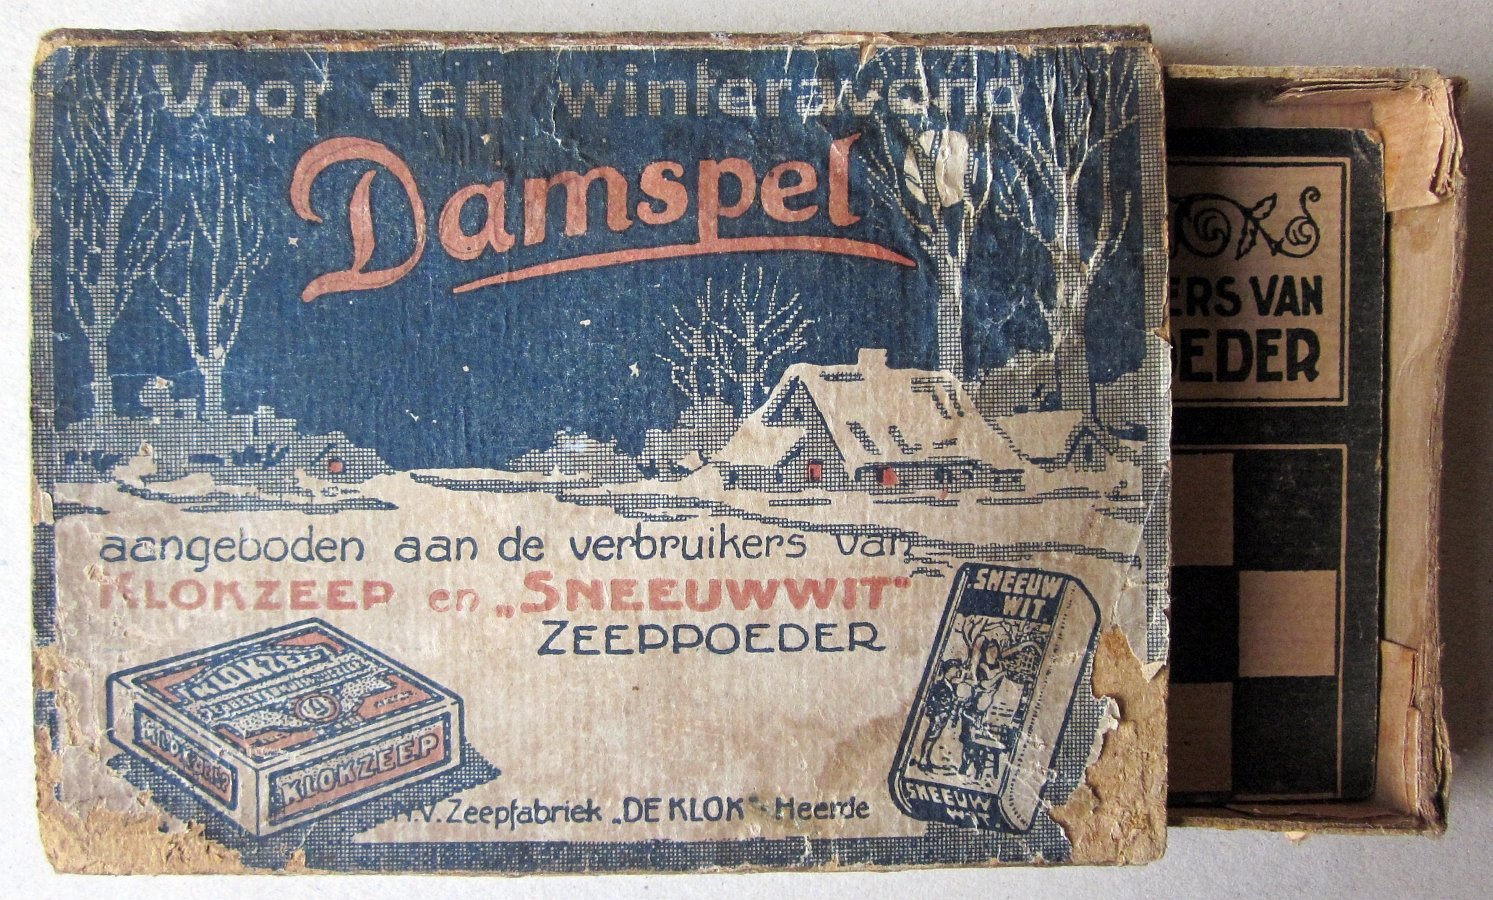 Voor den winteravond
Damspel
aangeboden aan de verbruikers van
KLOKZEEP en „SNEEUWWIT"
ZEEPPOEDER
KLOKZEEP
KLOKZEEP
SNEEUW
WIT
SNEEUW
WIT
N.V. Zeepfabriek „DE KLOK" Heerde
ERS VAN
EDER